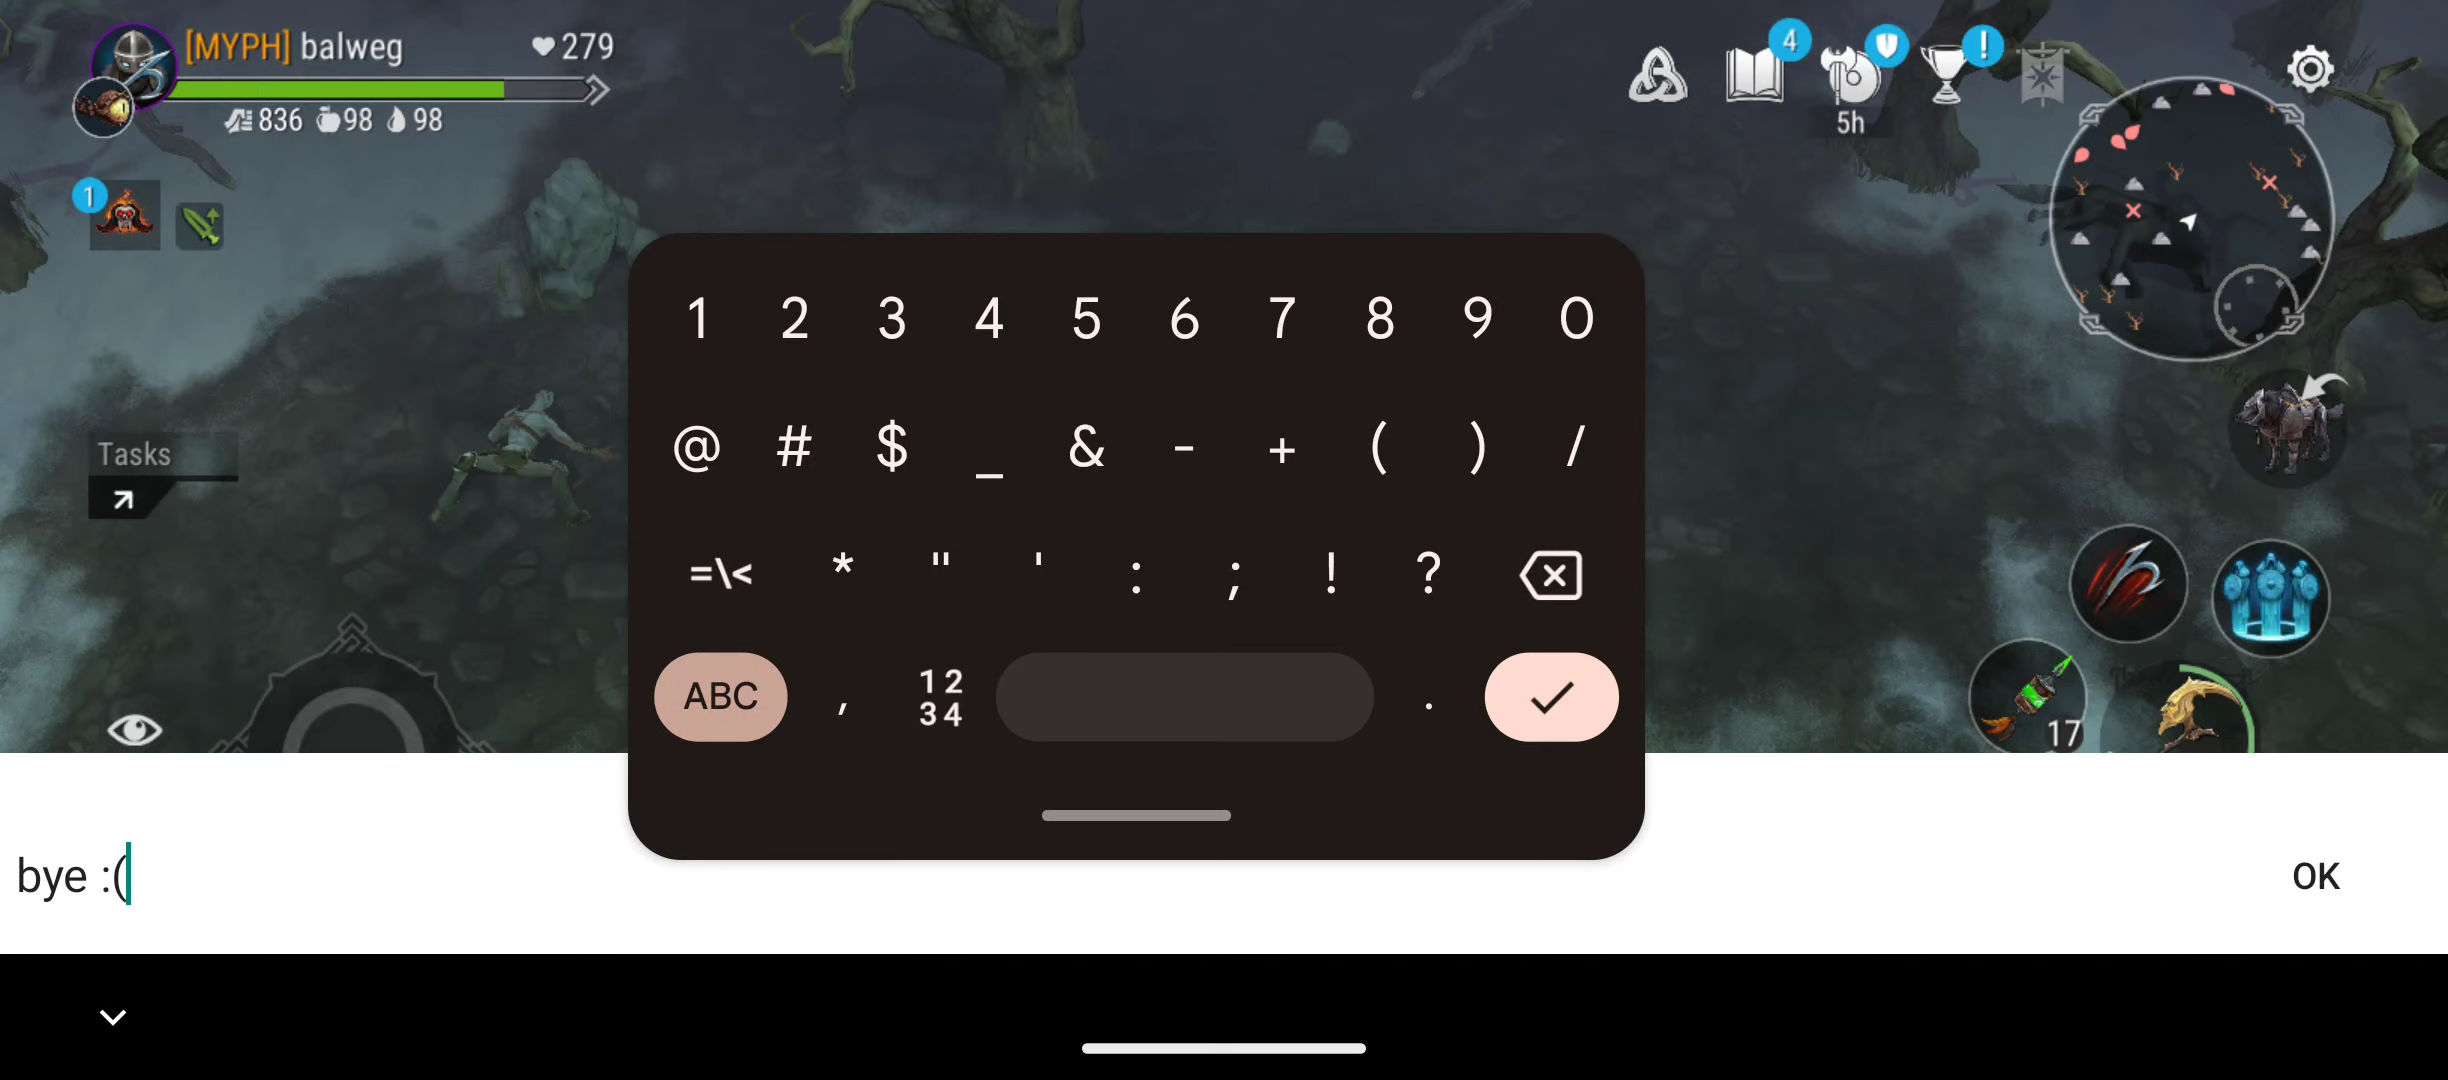 [MYPH] balweg 279
836 98 98
4
!
5h
1
Tasks
1 2 3 4 5 6 7 8 9 0
@ # $ _ & - + ( ) /
=\< * " ' : ; ! ?
ABC , 12 34 .
17
bye :(
OK